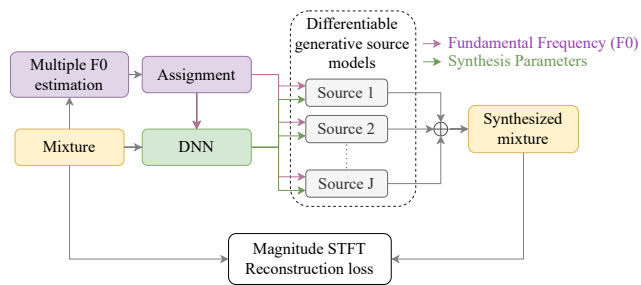 Differentiable
generative source
models
Fundamental Frequency (F0)
Synthesis Parameters
Multiple F0
estimation
Assignment
Source 1
Mixture
DNN
Source 2
Synthesized
mixture
Source J
Magnitude STFT
Reconstruction loss